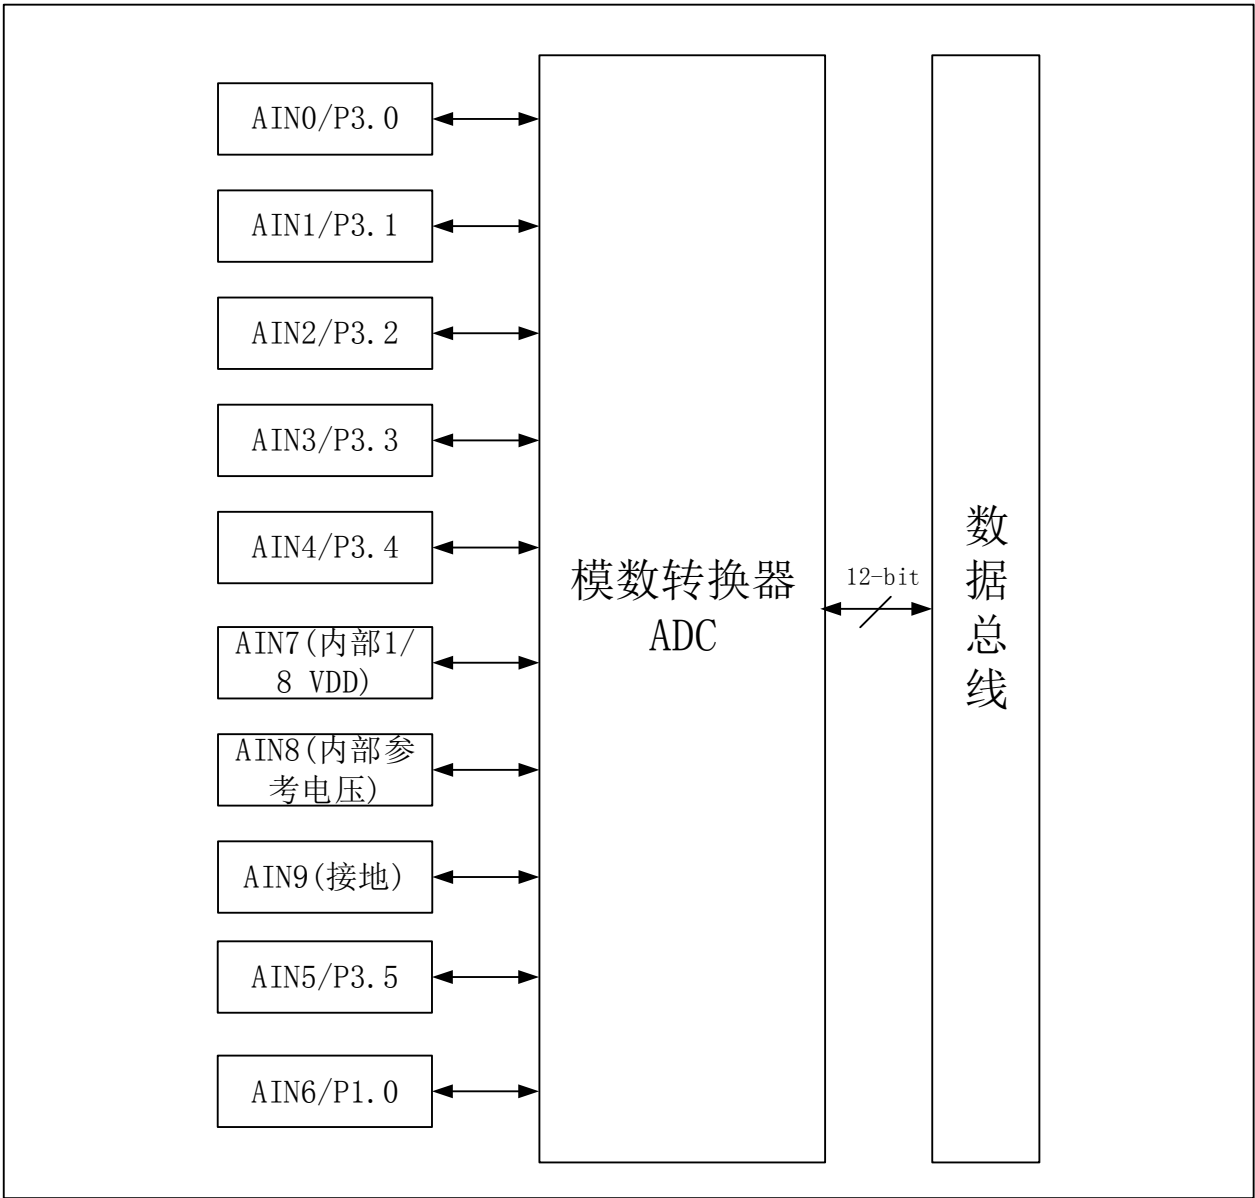 AIN0/P3.0
AIN1/P3.1
AIN2/P3.2
AIN3/P3.3
AIN4/P3.4
AIN7(内部1/
8 VDD)
AIN8(内部参
考电压)
AIN9(接地)
AIN5/P3.5
AIN6/P1.0
模数转换器
ADC
12-bit
数
据
总
线